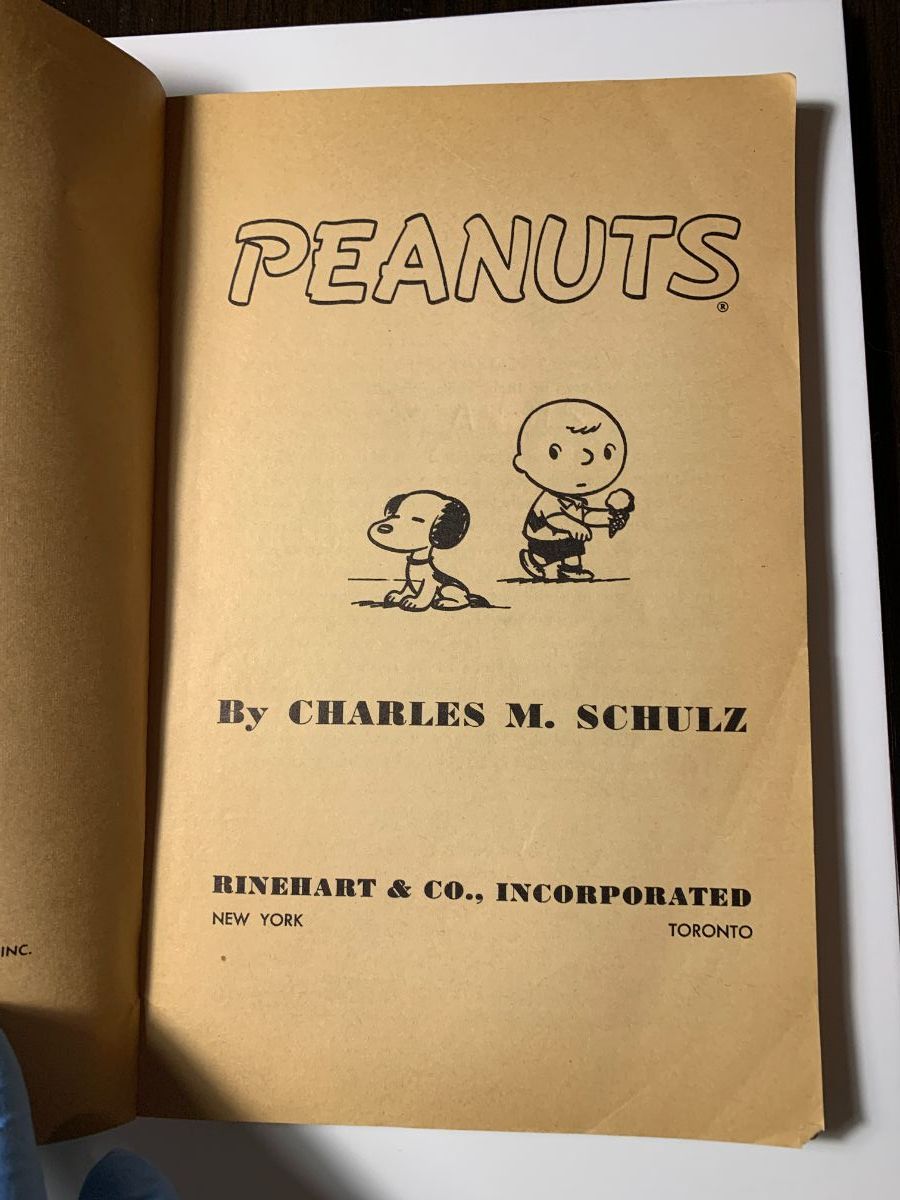 PEANUTS®
By CHARLES M. SCHULZ
RINEHART & CO., INCORPORATED
NEW YORK TORONTO
INC.